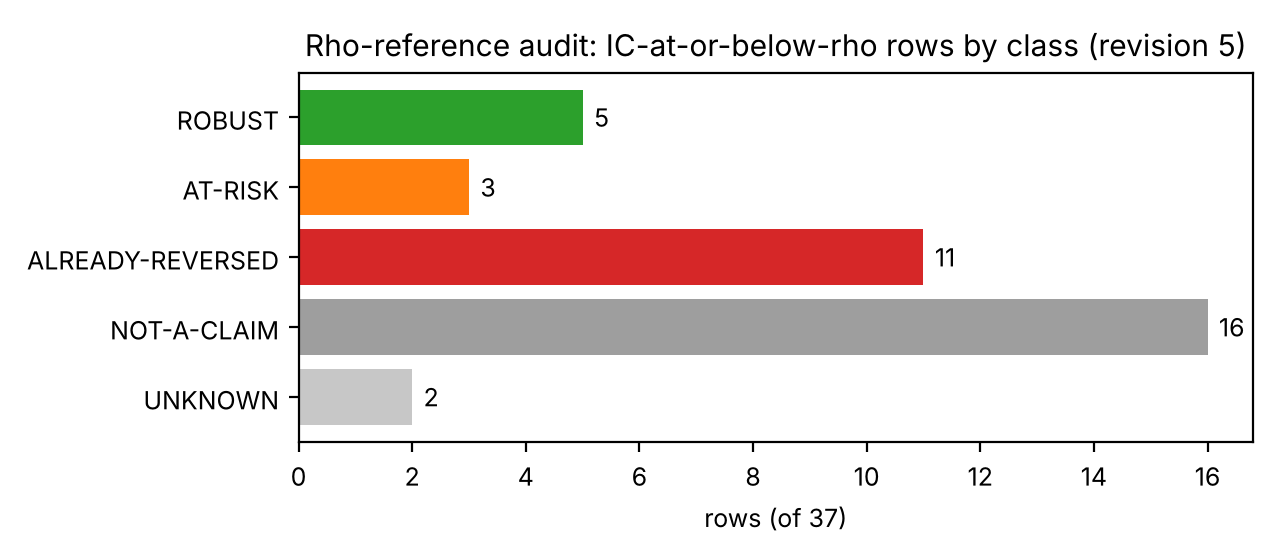 Rho-reference audit: IC-at-or-below-rho rows by class (revision 5)
ROBUST 5
AT-RISK 3
ALREADY-REVERSED 11
NOT-A-CLAIM 16
UNKNOWN 2
0 2 4 6 8 10 12 14 16
rows (of 37)